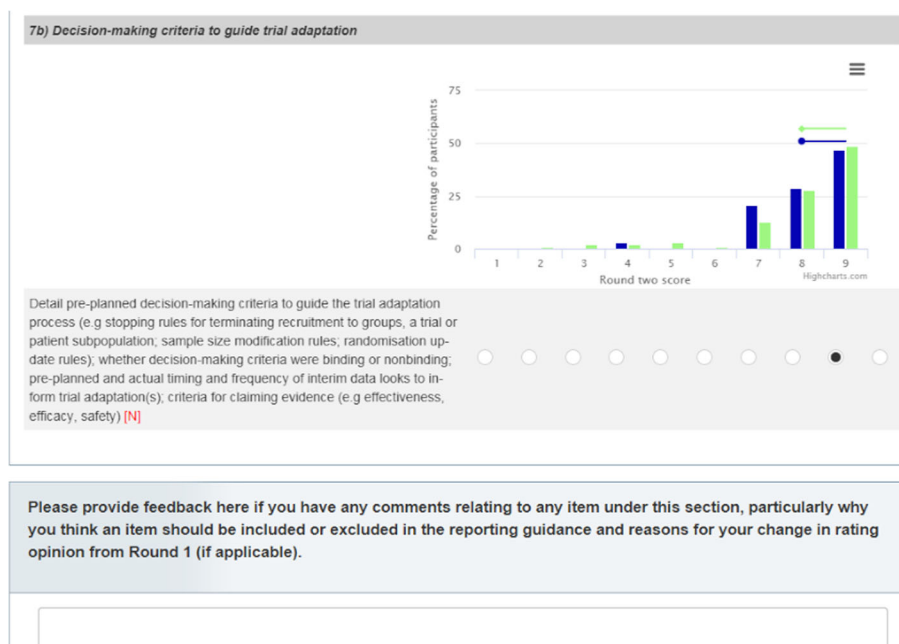 7b) Decision-making criteria to guide trial adaptation
Percentage of participants
75
50
25
0
1 2 3 4 5 6 7 8 9
Round two score
Highcharts.com
Detail pre-planned decision-making criteria to guide the trial adaptation
process (e.g stopping rules for terminating recruitment to groups, a trial or
patient subpopulation; sample size modification rules; randomisation up-
date rules); whether decision-making criteria were binding or nonbinding;
pre-planned and actual timing and frequency of interim data looks to in-
form trial adaptation(s); criteria for claiming evidence (e.g effectiveness,
efficacy, safety) [N]
Please provide feedback here if you have any comments relating to any item under this section, particularly why
you think an item should be included or excluded in the reporting guidance and reasons for your change in rating
opinion from Round 1 (if applicable).